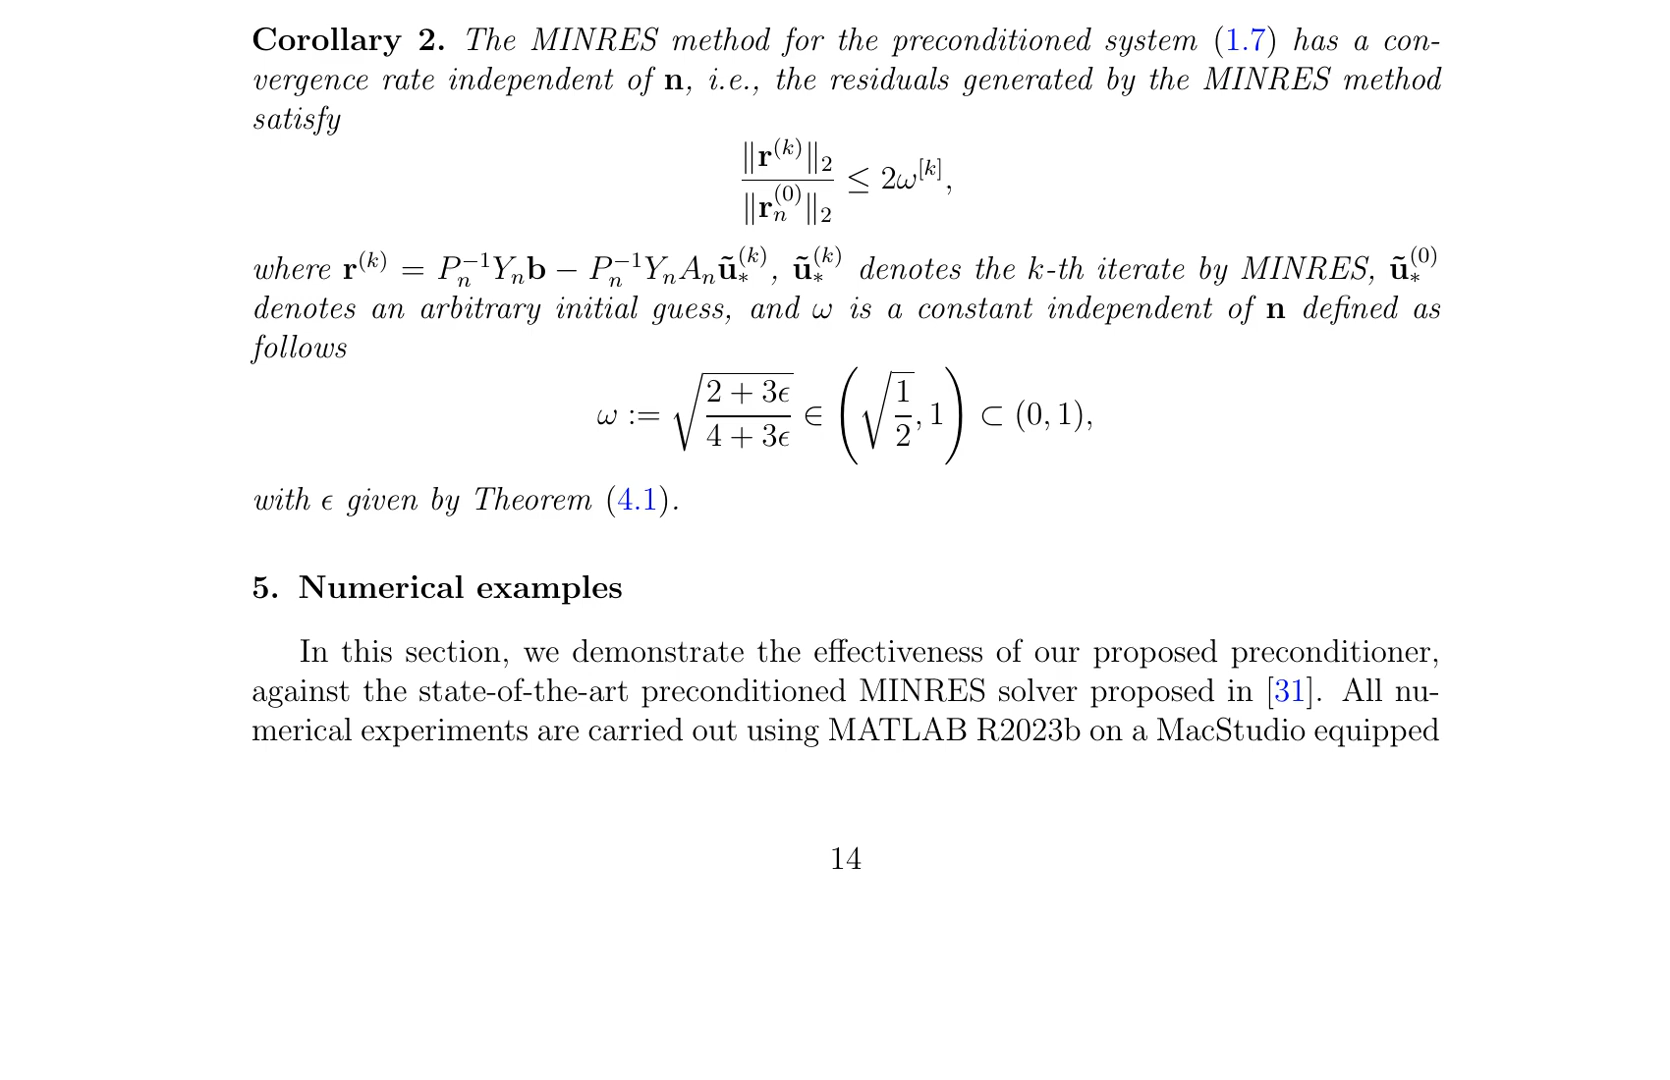 Corollary 2. The MINRES method for the preconditioned system (1.7) has a con-
vergence rate independent of n, i.e., the residuals generated by the MINRES method
satisfy
‖r^{(k)}‖_2 / ‖r_n^{(0)}‖_2 ≤ 2ω^{[k]},
where r^{(k)} = P_n^{−1}Y_n b − P_n^{−1}Y_n A_n ũ_*^{(k)}, ũ_*^{(k)} denotes the k-th iterate by MINRES, ũ_*^{(0)}
denotes an arbitrary initial guess, and ω is a constant independent of n defined as
follows
ω := √((2 + 3ϵ)/(4 + 3ϵ)) ∈ (√(1/2), 1) ⊂ (0, 1),
with ϵ given by Theorem (4.1).
5. Numerical examples
In this section, we demonstrate the effectiveness of our proposed preconditioner,
against the state-of-the-art preconditioned MINRES solver proposed in [31]. All nu-
merical experiments are carried out using MATLAB R2023b on a MacStudio equipped
14